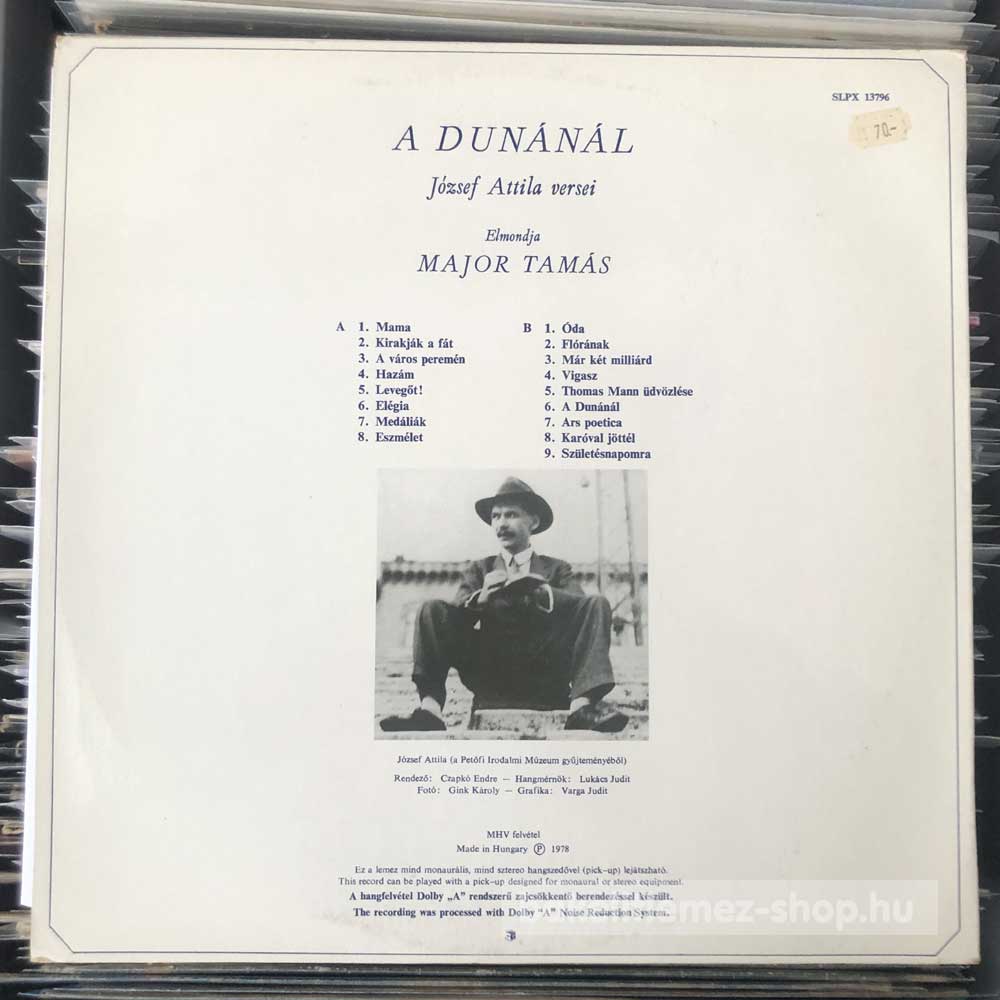 SLPX 13796
70.-
A DUNÁNÁL
József Attila versei
Elmondja
MAJOR TAMÁS
A 1. Mama
2. Kirakják a fát
3. A város peremén
4. Hazám
5. Levegőt!
6. Elégia
7. Medáliák
8. Eszmélet
B 1. Óda
2. Flórának
3. Már két milliárd
4. Vigasz
5. Thomas Mann üdvözlése
6. A Dunánál
7. Ars poetica
8. Karóval jöttél
9. Születésnapomra
József Attila (a Petőfi Irodalmi Múzeum gyűjteményéből)
Rendező: Czapkó Endre — Hangmérnök: Lukács Judit
Fotó: Gink Károly — Grafika: Varga Judit
MHV felvétel
Made in Hungary Ⓟ 1978
Ez a lemez mind monaurális, mind sztereo hangszedővel (pick-up) lejátszható.
This record can be played with a pick-up designed for monaural or stereo equipment.
A hangfelvétel Dolby „A” rendszerű zajcsökkentő berendezéssel készült.
The recording was processed with Dolby “A” Noise Reduction System.